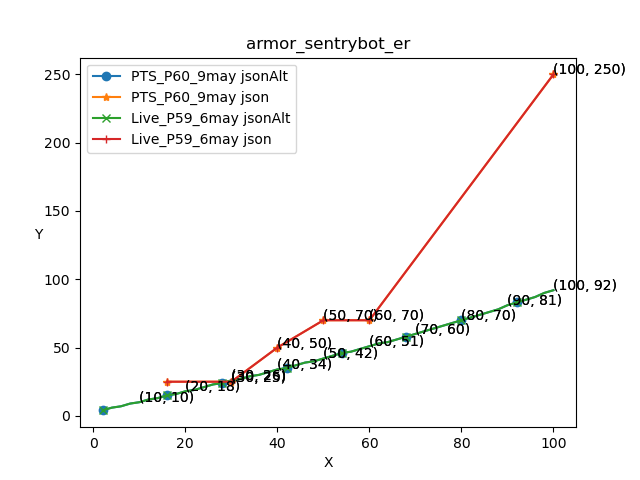 armor_sentrybot_er
PTS_P60_9may jsonAlt
PTS_P60_9may json
Live_P59_6may jsonAlt
Live_P59_6may json
(100, 250)
250
200
150
Y
100
(100, 92)
(90, 81)
(50, 70)
(60, 70)
(80, 70)
(70, 60)
50
(40, 50)
(60, 51)
(50, 42)
(40, 34)
(30, 25)
(20, 18)
(10, 10)
0
0 20 40 60 80 100
X